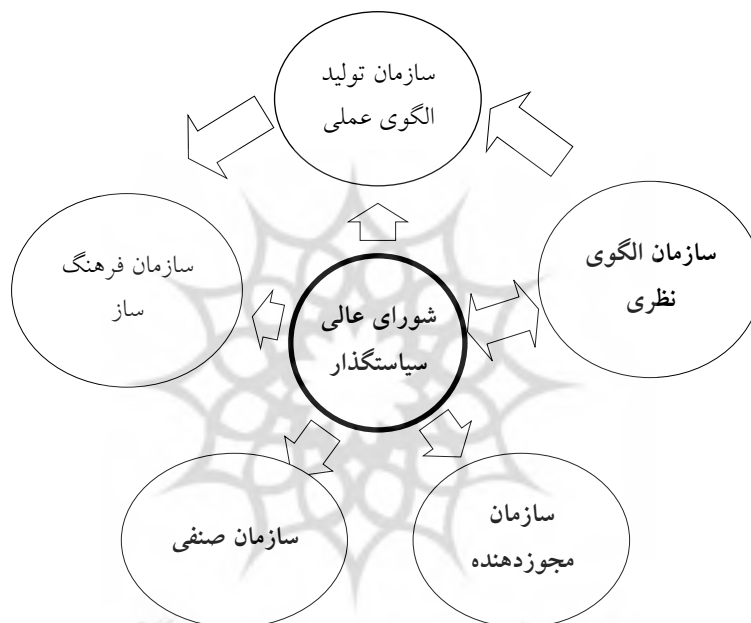 سازمان تولید
الگوی عملی
سازمان الگوی
نظری
سازمان فرهنگ
ساز
شورای عالی
سیاستگذار
سازمان
مجوزدهنده
سازمان صنفی